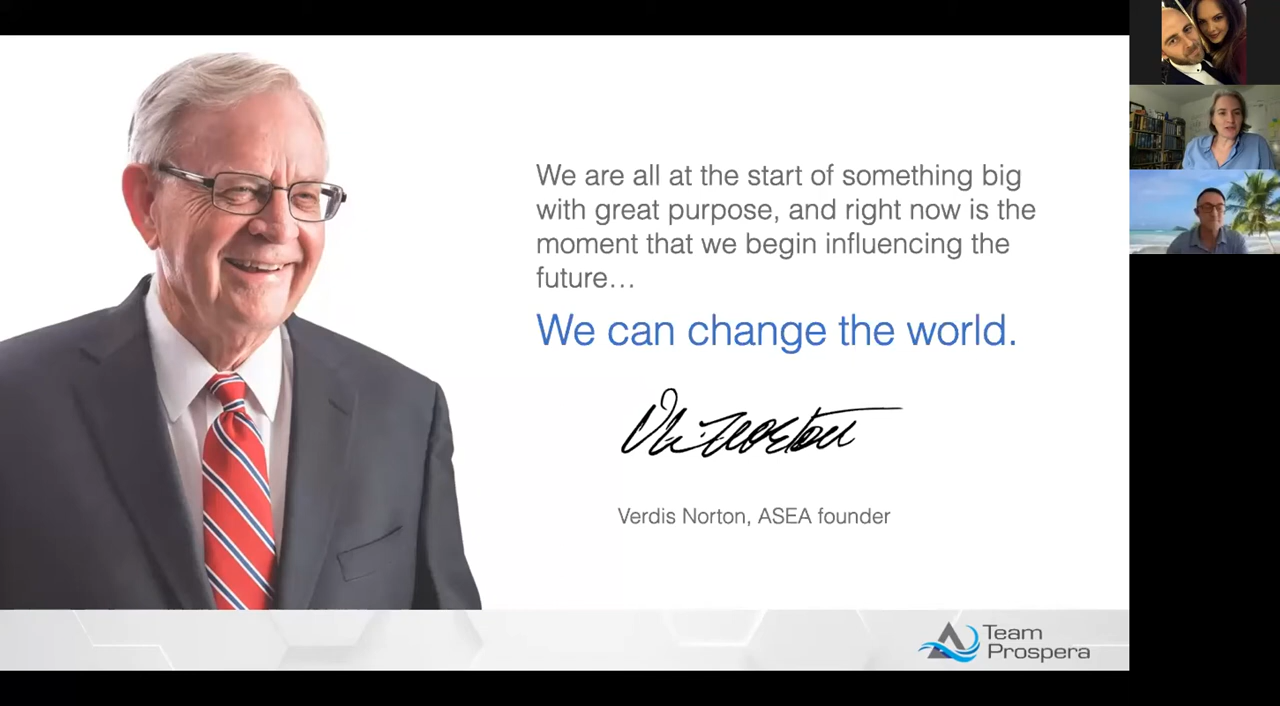 We are all at the start of something big
with great purpose, and right now is the
moment that we begin influencing the
future…
We can change the world.
Verdis Norton, ASEA founder
Team
Prospera